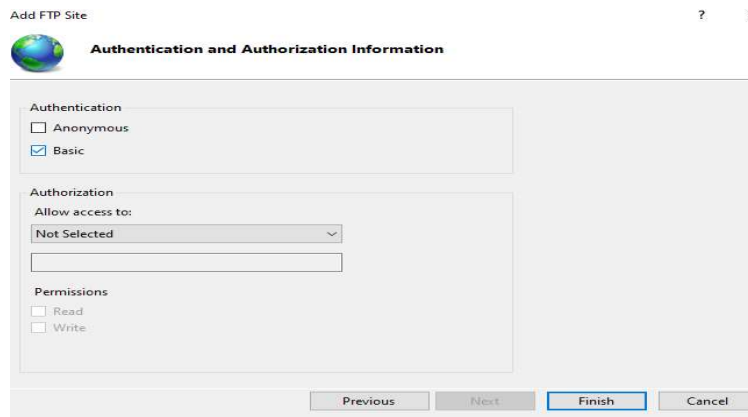 Add FTP Site
?
Authentication and Authorization Information
Authentication
Anonymous
Basic
Authorization
Allow access to:
Not Selected
Permissions
Read
Write
Previous Next Finish Cancel